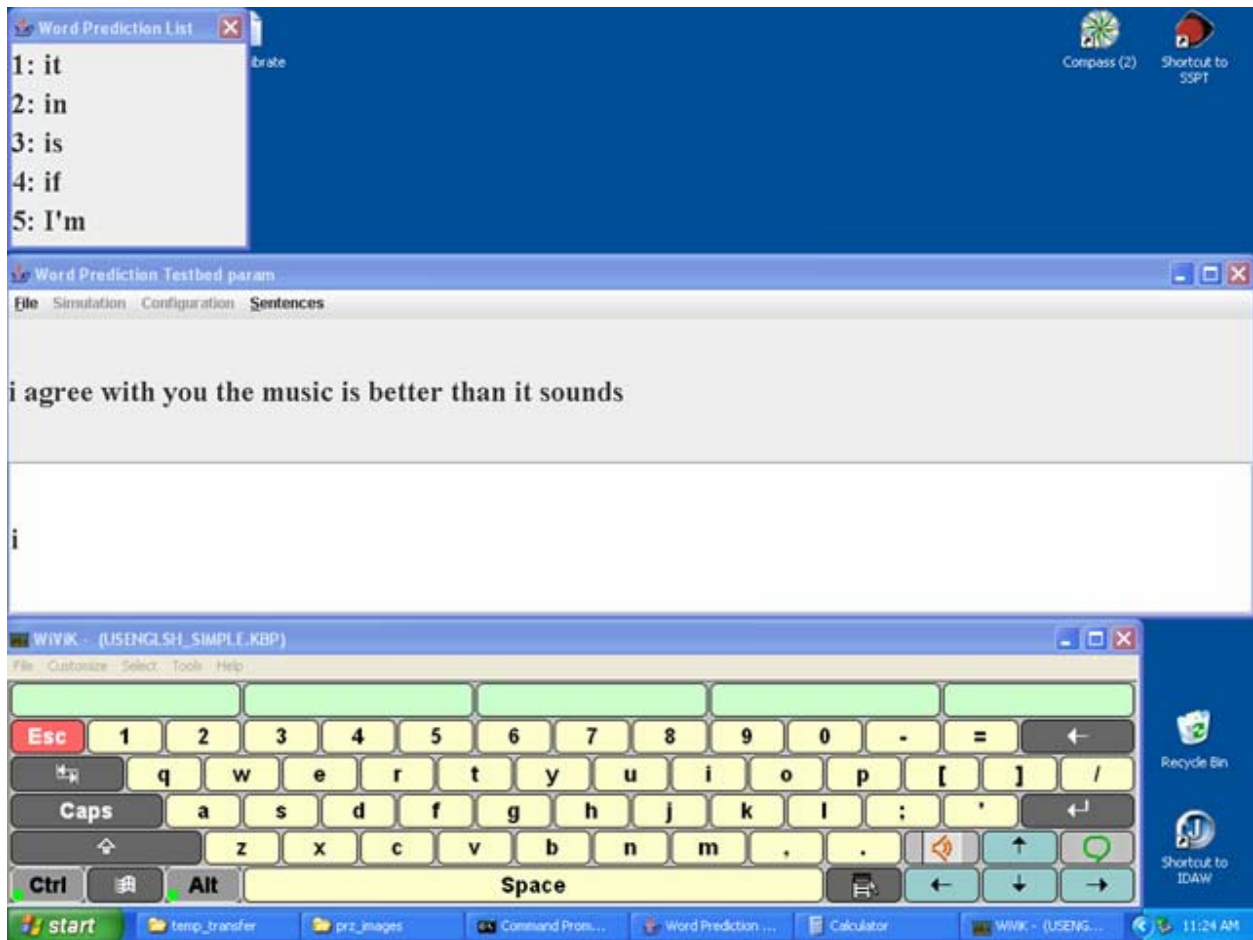 Word Prediction List
1: it
2: in
3: is
4: if
5: I'm
brate
Compass (2)
Shortcut to
SSPT
Word Prediction Testbed param
File Simulation Configuration Sentences
i agree with you the music is better than it sounds
i
WiViK - (USENGLSH_SIMPLE.KBP)
File Customize Select Tools Help
Esc 1 2 3 4 5 6 7 8 9 0 - =
q w e r t y u i o p [ ] /
Caps a s d f g h j k l ; '
z x c v b n m , .
Ctrl Alt Space
Recycle Bin
Shortcut to
IDAW
start temp_transfer prz_images Command Prom... Word Prediction ... Calculator WiViK - (USENG... 11:24 AM